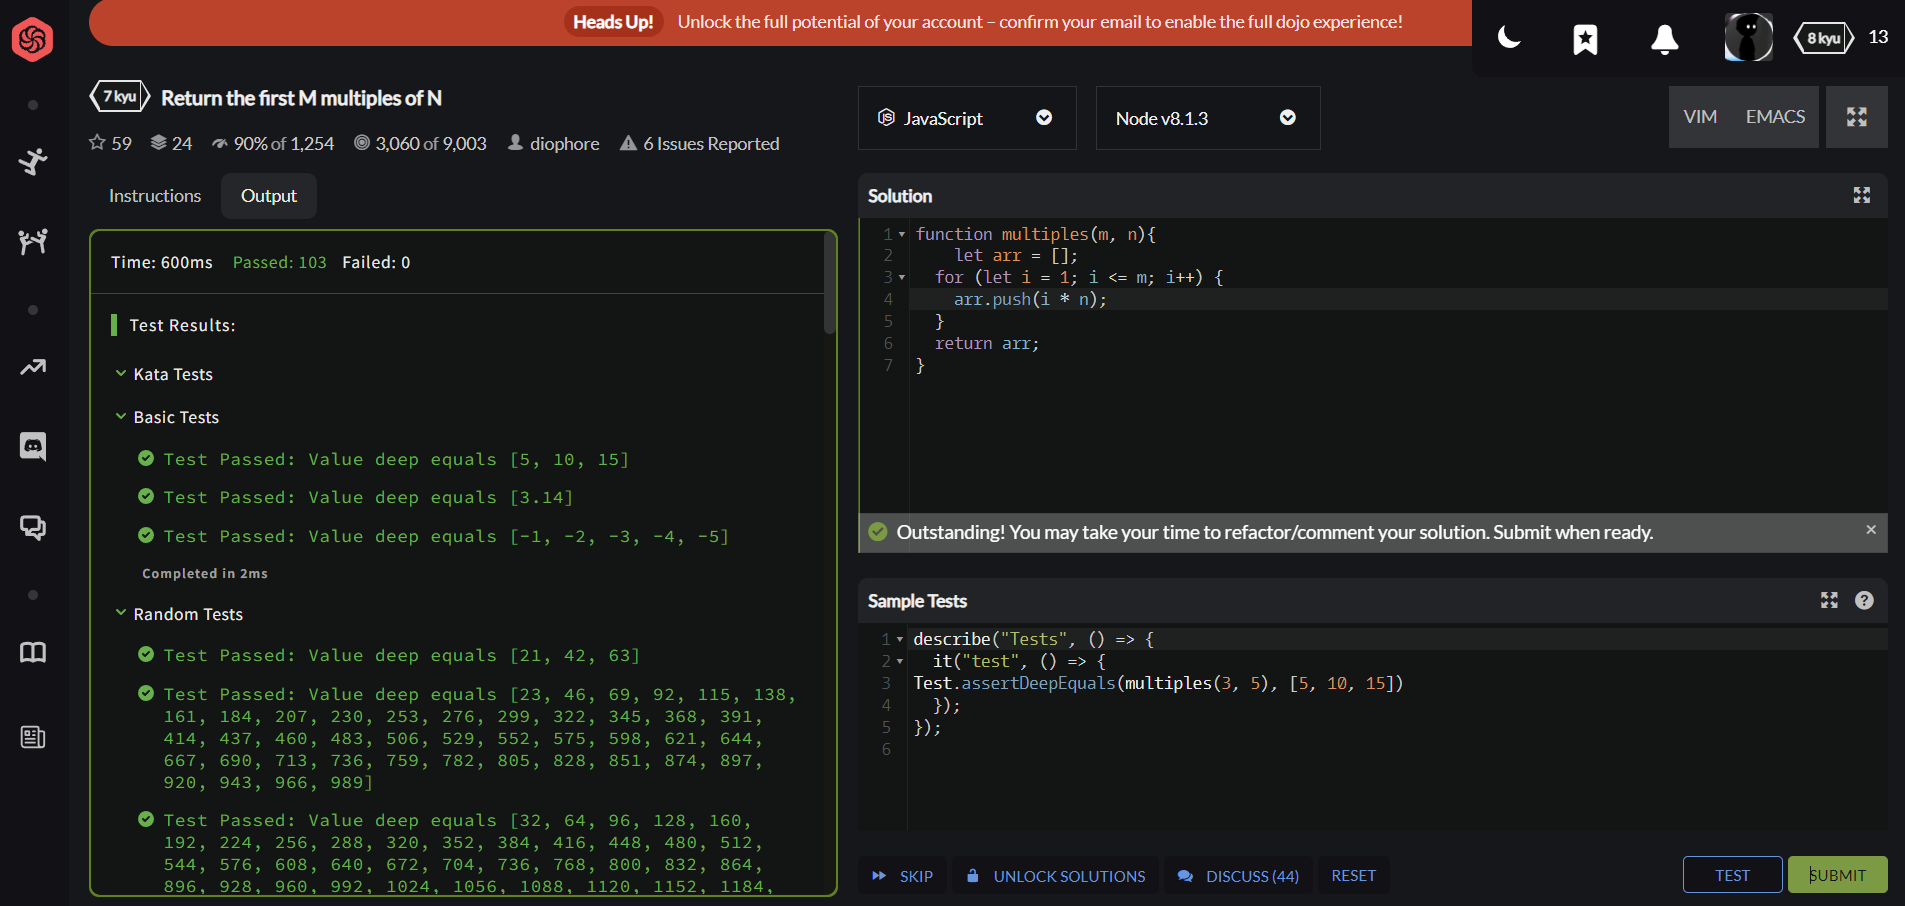 Heads Up! Unlock the full potential of your account – confirm your email to enable the full dojo experience!
8 kyu 13
7 kyu Return the first M multiples of N
59 24 90% of 1,254 3,060 of 9,003 diophore 6 Issues Reported
Instructions Output
Time: 600ms Passed: 103 Failed: 0
Test Results:
Kata Tests
Basic Tests
Test Passed: Value deep equals [5, 10, 15]
Test Passed: Value deep equals [3.14]
Test Passed: Value deep equals [-1, -2, -3, -4, -5]
Completed in 2ms
Random Tests
Test Passed: Value deep equals [21, 42, 63]
Test Passed: Value deep equals [23, 46, 69, 92, 115, 138,
161, 184, 207, 230, 253, 276, 299, 322, 345, 368, 391,
414, 437, 460, 483, 506, 529, 552, 575, 598, 621, 644,
667, 690, 713, 736, 759, 782, 805, 828, 851, 874, 897,
920, 943, 966, 989]
Test Passed: Value deep equals [32, 64, 96, 128, 160,
192, 224, 256, 288, 320, 352, 384, 416, 448, 480, 512,
544, 576, 608, 640, 672, 704, 736, 768, 800, 832, 864,
896, 928, 960, 992, 1024, 1056, 1088, 1120, 1152, 1184,
JavaScript Node v8.1.3 VIM EMACS
Solution
1 function multiples(m, n){
2 let arr = [];
3 for (let i = 1; i <= m; i++) {
4 arr.push(i * n);
5 }
6 return arr;
7 }
Outstanding! You may take your time to refactor/comment your solution. Submit when ready.
Sample Tests
1 describe("Tests", () => {
2 it("test", () => {
3 Test.assertDeepEquals(multiples(3, 5), [5, 10, 15])
4 });
5 });
6
SKIP UNLOCK SOLUTIONS DISCUSS (44) RESET TEST SUBMIT